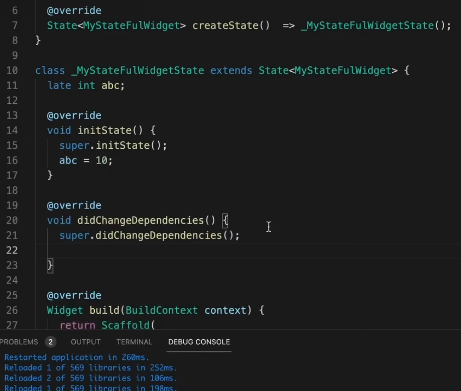 6 @override
7 State<MyStateFulWidget> createState() => _MyStateFulWidgetState();
8 }
9
10 class _MyStateFulWidgetState extends State<MyStateFulWidget> {
11 late int abc;
12
13 @override
14 void initState() {
15 super.initState();
16 abc = 10;
17 }
18
19 @override
20 void didChangeDependencies() {
21 super.didChangeDependencies();
22
23 }
24
25 @override
26 Widget build(BuildContext context) {
27 return Scaffold(
PROBLEMS 2 OUTPUT TERMINAL DEBUG CONSOLE
Restarted application in 260ms.
Reloaded 1 of 569 libraries in 252ms.
Reloaded 2 of 569 libraries in 106ms.
Reloaded 1 of 569 libraries in 198ms.